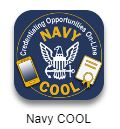 Credentialing Opportunities On-Line
NAVY
COOL
Navy COOL